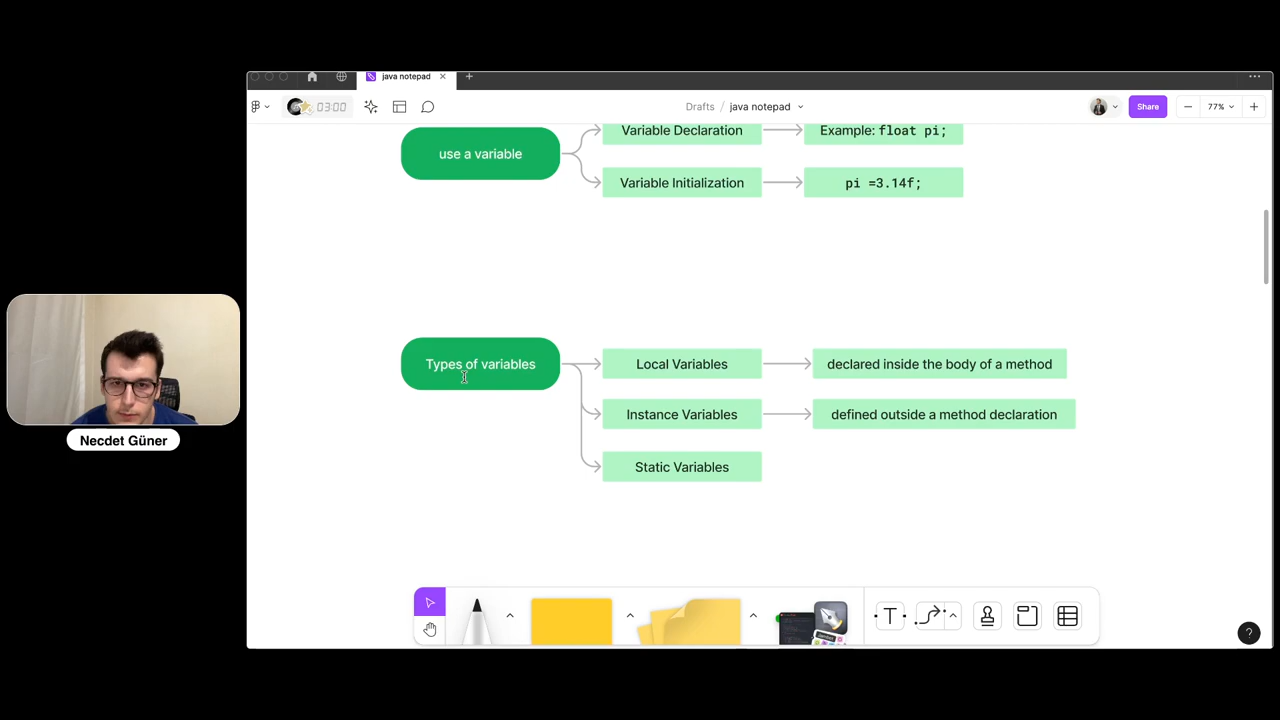 java notepad
03:00
Drafts / java notepad
Share
77%
use a variable
Variable Declaration
Example: float pi;
Variable Initialization
pi =3.14f;
Types of variables
Local Variables
declared inside the body of a method
Instance Variables
defined outside a method declaration
Static Variables
Necdet Güner
T
?